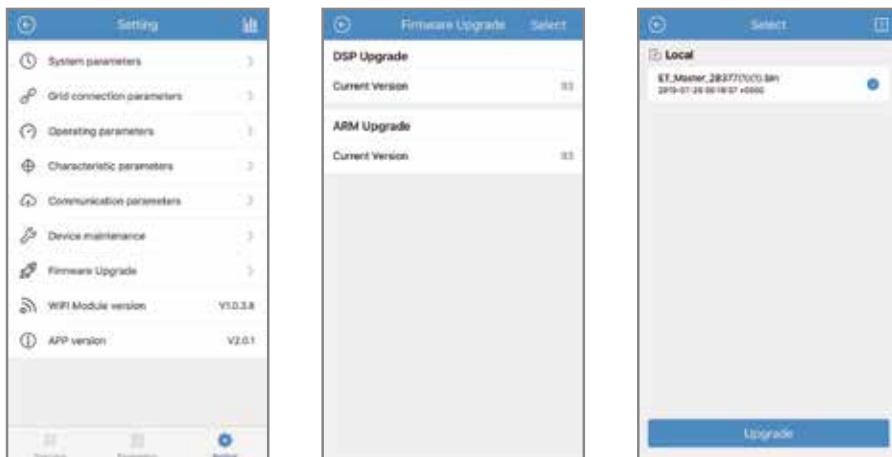 Setting
System parameters
Grid connection parameters
Operating parameters
Characteristic parameters
Communication parameters
Device maintenance
Firmware Upgrade
WiFi Module version V1.0.3.8
APP version V2.0.1
Firmware Upgrade Select
DSP Upgrade
Current Version
ARM Upgrade
Current Version
Select
Local
Upgrade